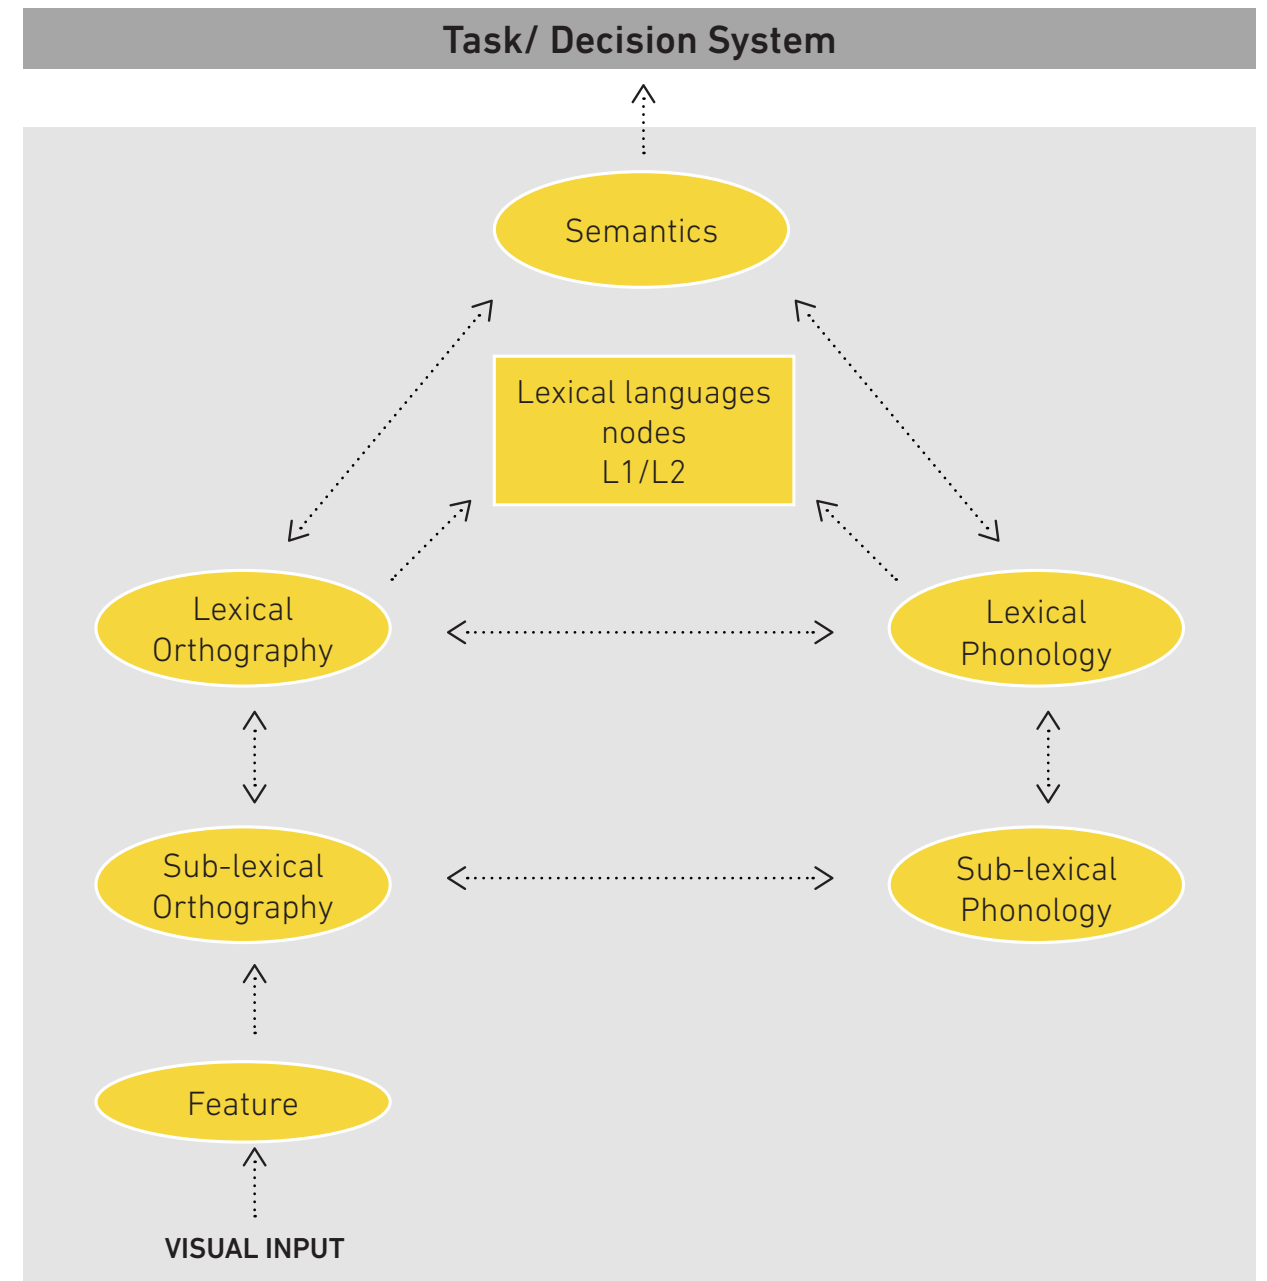 Task/ Decision System
Semantics
Lexical languages
nodes
L1/L2
Lexical
Orthography
Lexical
Phonology
Sub-lexical
Orthography
Sub-lexical
Phonology
Feature
VISUAL INPUT